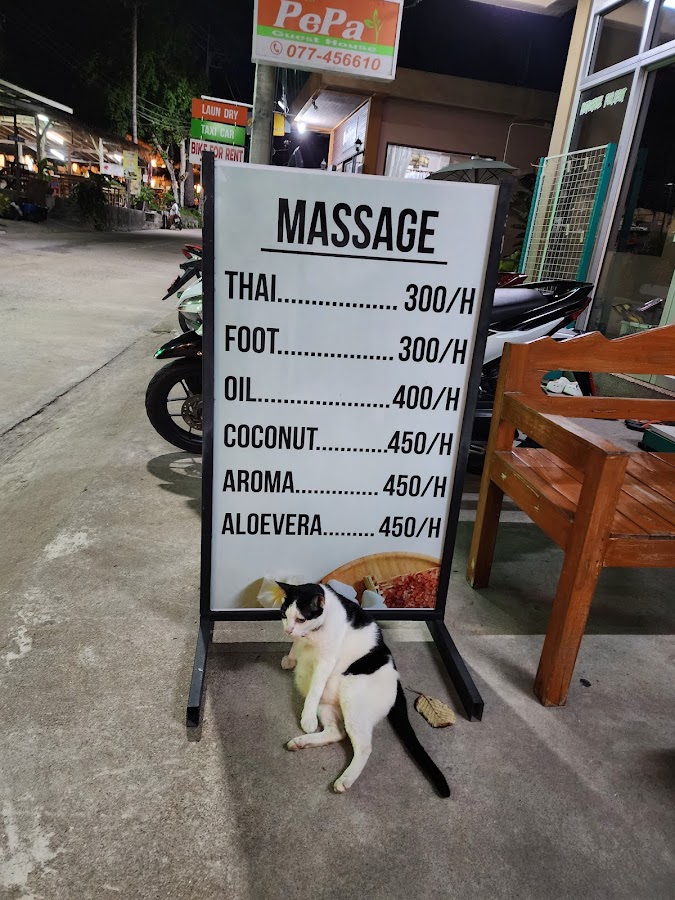 PePa
Guest House
077-456610
LAUN DRY
TAXI CAR
BIKE FOR RENT
MASSAGE
THAI.................. 300/H
FOOT................. 300/H
OIL....................400/H
COCONUT............450/H
AROMA.............. 450/H
ALOEVERA......... 450/H